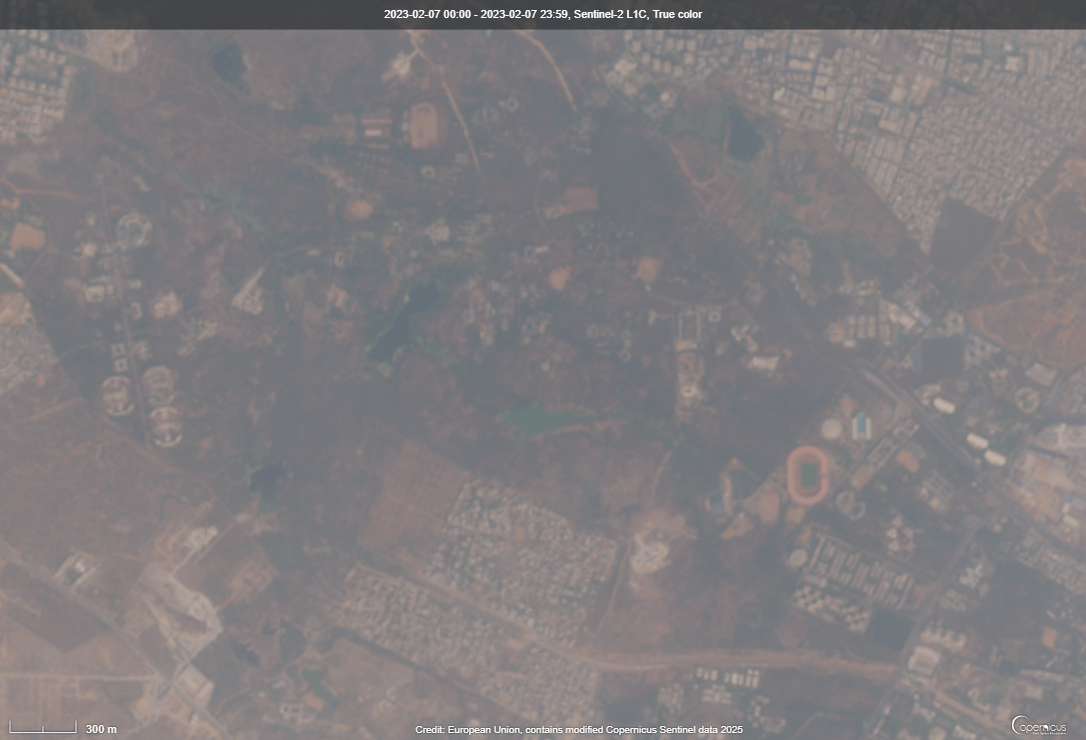 2023-02-07 00:00 - 2023-02-07 23:59, Sentinel-2 L1C, True color
300 m
Credit: European Union, contains modified Copernicus Sentinel data 2025
Copernicus